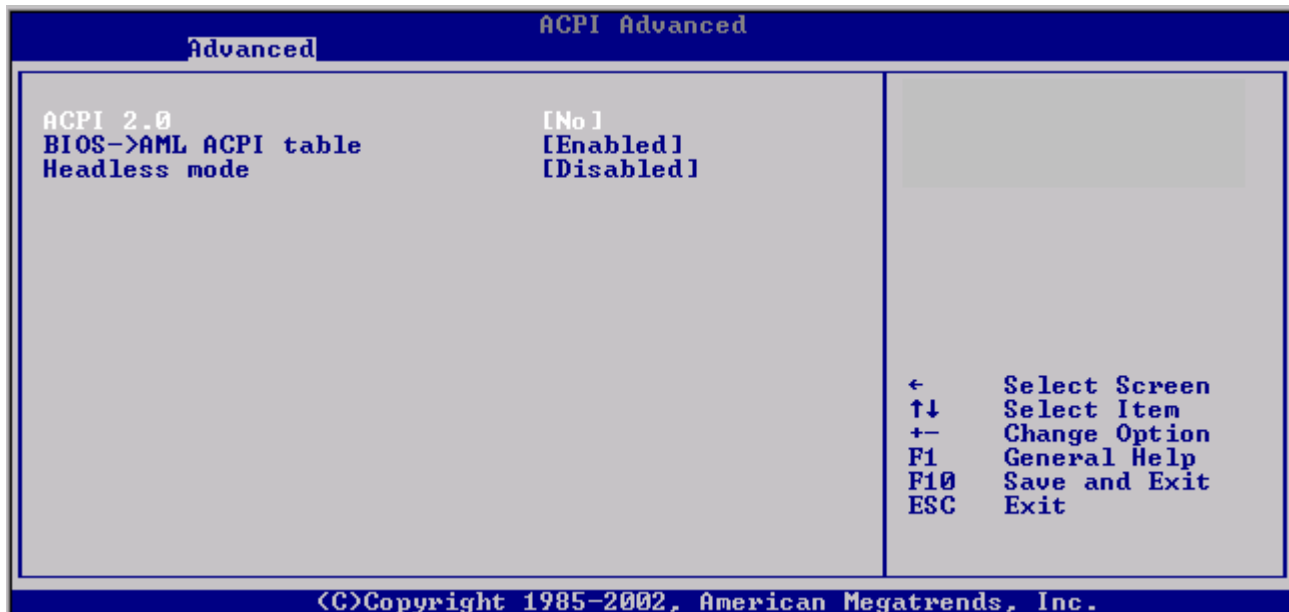 ACPI Advanced
Advanced
ACPI 2.0 [No]
BIOS->AML ACPI table [Enabled]
Headless mode [Disabled]
← Select Screen
↑↓ Select Item
+- Change Option
F1 General Help
F10 Save and Exit
ESC Exit
(C)Copyright 1985-2002, American Megatrends, Inc.